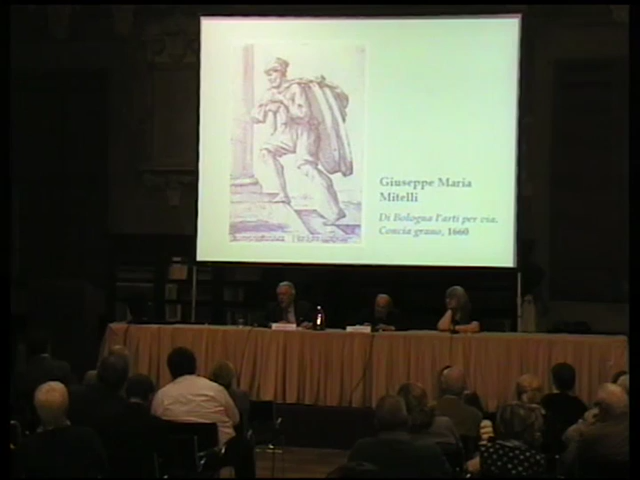 Giuseppe Maria
Mitelli
Di Bologna l'arti per via.
Concia grano, 1660